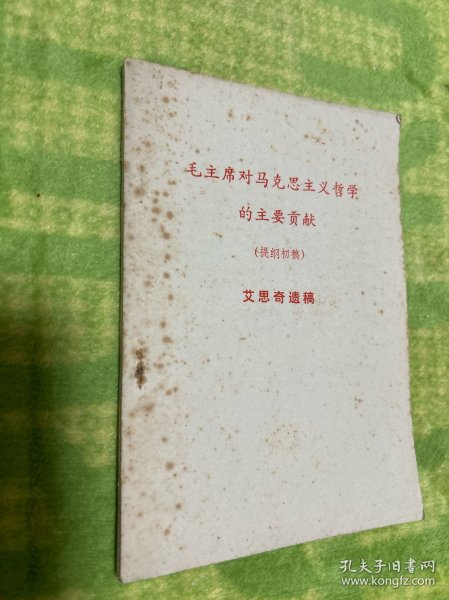 毛主席对马克思主义哲学
的主要贡献
(提纲初稿)
艾思奇遗稿
孔夫子旧书网
www.kongfz.com